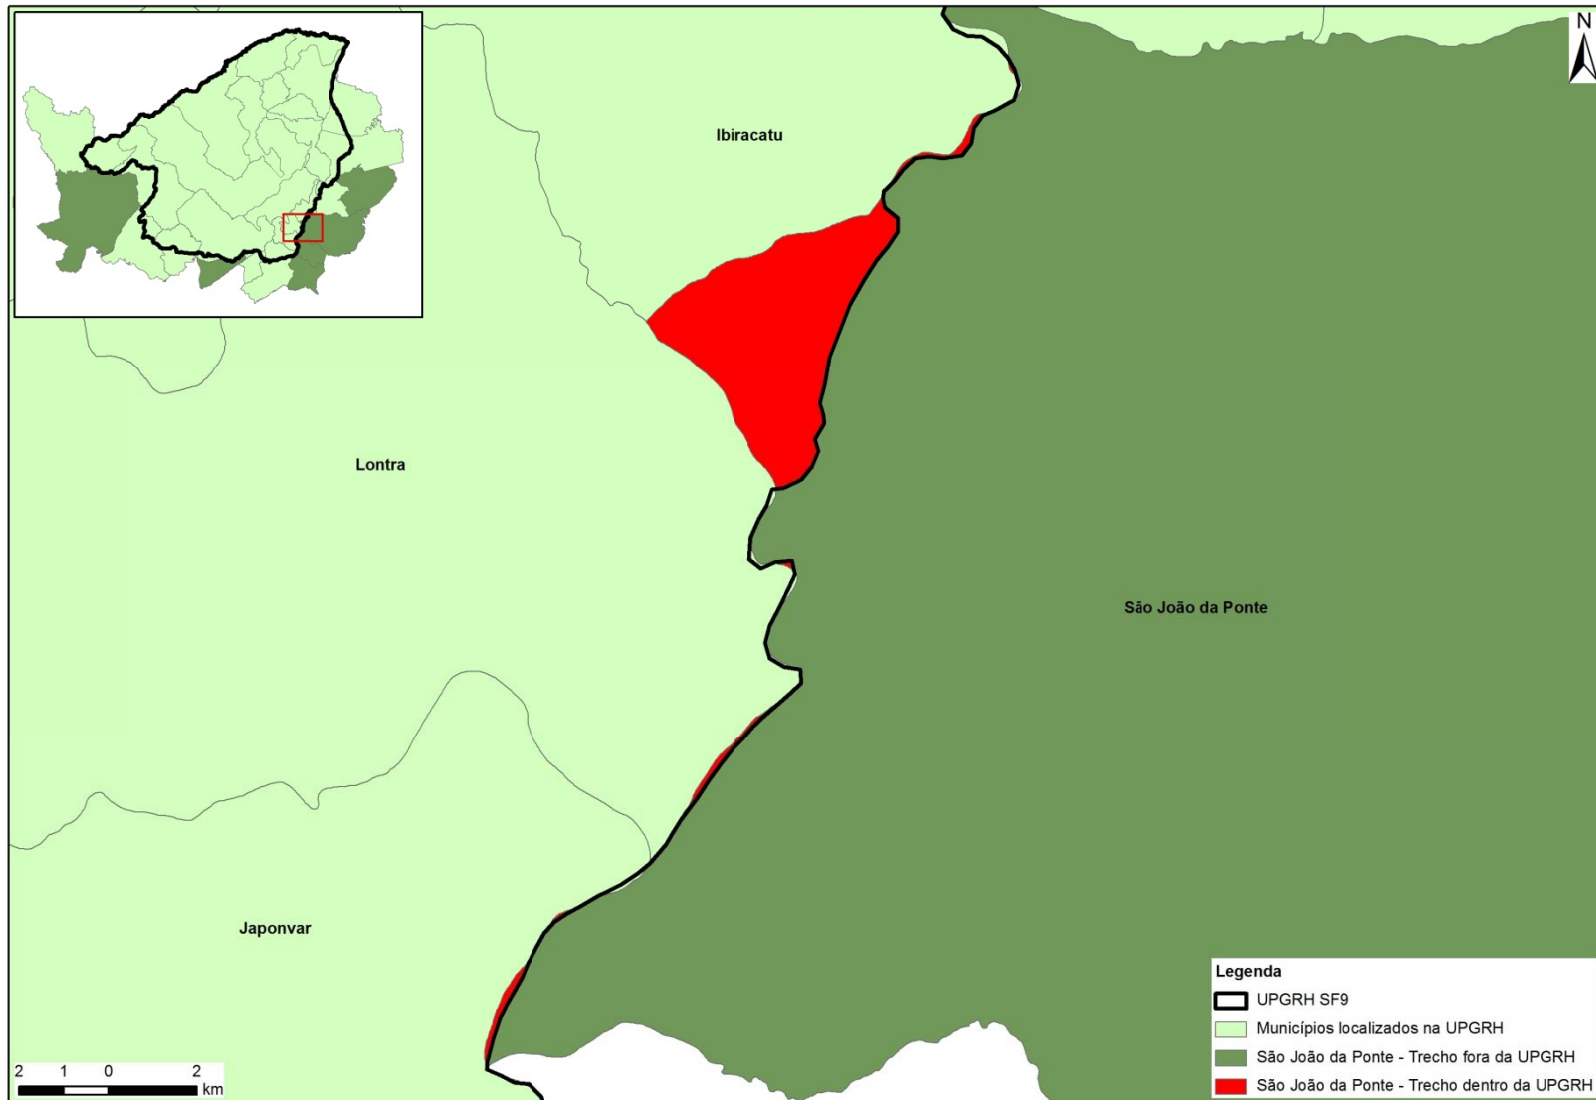 N
Ibiracatu
Lontra
São João da Ponte
Japonvar
Legenda
UPGRH SF9
Municípios localizados na UPGRH
São João da Ponte - Trecho fora da UPGRH
São João da Ponte - Trecho dentro da UPGRH
2 1 0 2
km